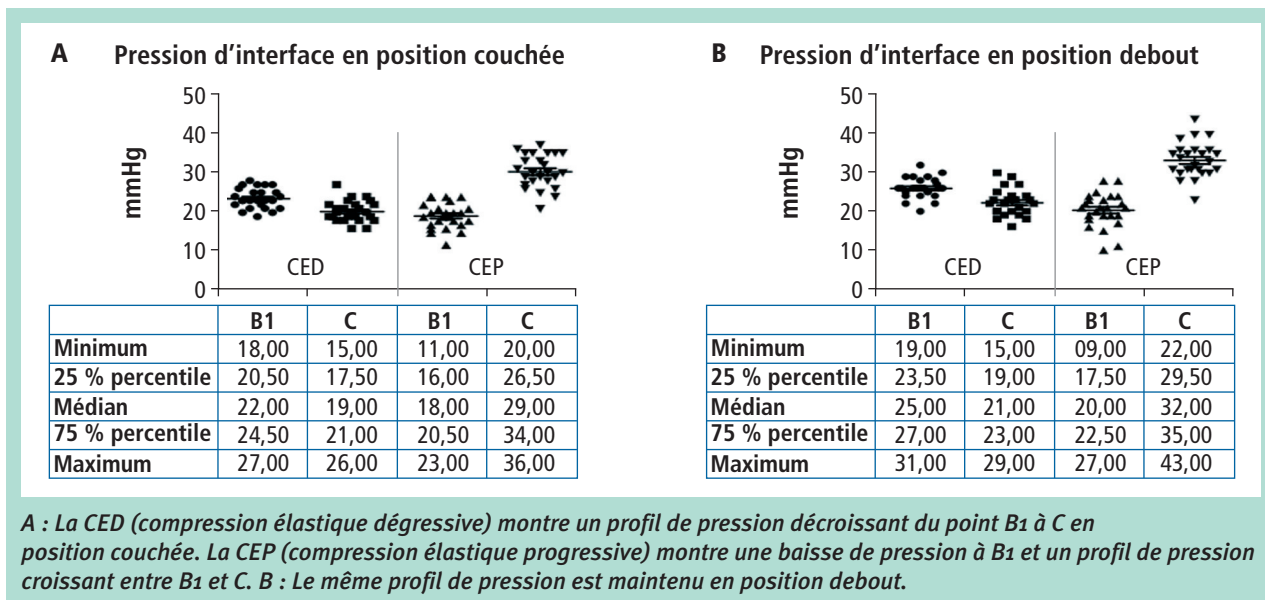 A Pression d’interface en position couchée
50
40
30
20
10
0
mmHg
CED CEP
B1 C B1 C
Minimum 18,00 15,00 11,00 20,00
25 % percentile 20,50 17,50 16,00 26,50
Médian 22,00 19,00 18,00 29,00
75 % percentile 24,50 21,00 20,50 34,00
Maximum 27,00 26,00 23,00 36,00
B Pression d’interface en position debout
50
40
30
20
10
0
mmHg
CED CEP
B1 C B1 C
Minimum 19,00 15,00 09,00 22,00
25 % percentile 23,50 19,00 17,50 29,50
Médian 25,00 21,00 20,00 32,00
75 % percentile 27,00 23,00 22,50 35,00
Maximum 31,00 29,00 27,00 43,00
A : La CED (compression élastique dégressive) montre un profil de pression décroissant du point B1 à C en
position couchée. La CEP (compression élastique progressive) montre une baisse de pression à B1 et un profil de pression
croissant entre B1 et C. B : Le même profil de pression est maintenu en position debout.